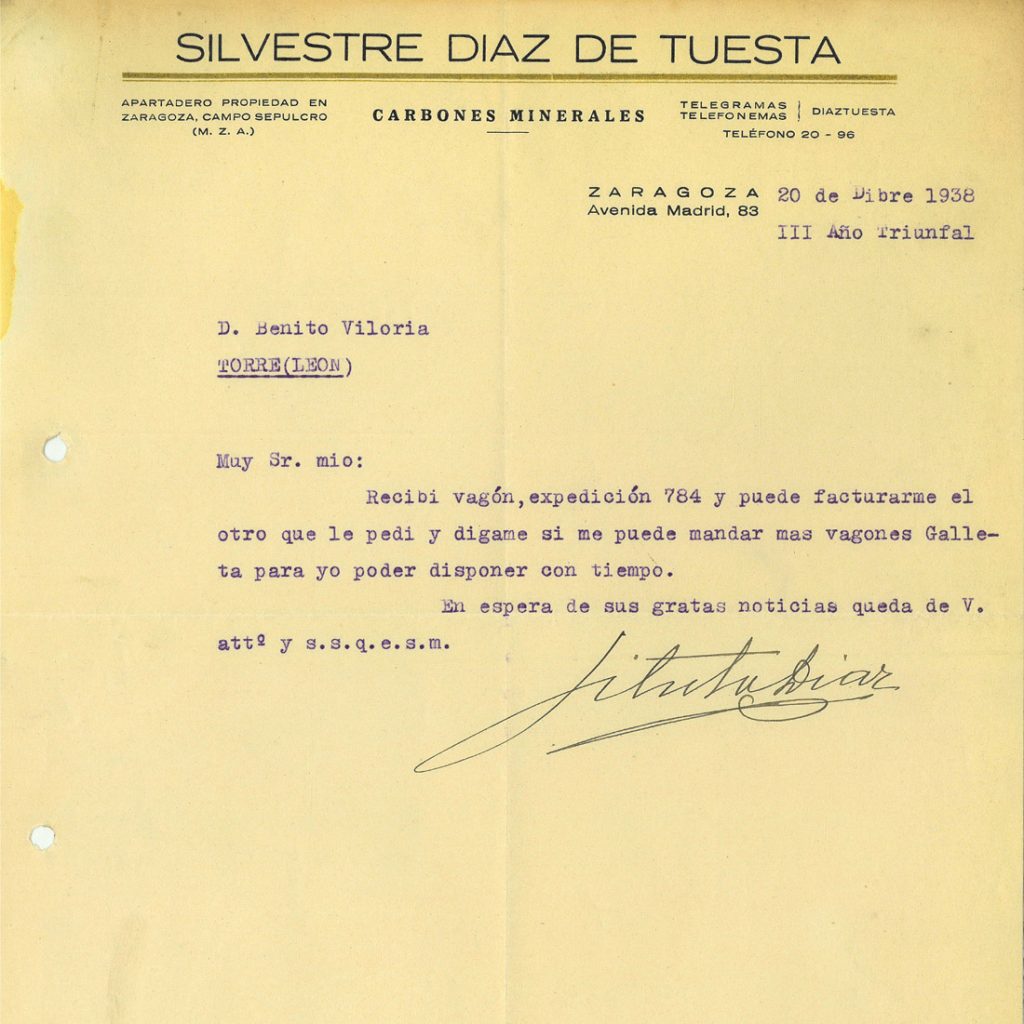 SILVESTRE DIAZ DE TUESTA
APARTADERO PROPIEDAD EN
ZARAGOZA, CAMPO SEPULCRO
(M. Z. A.)
CARBONES MINERALES
TELEGRAMAS
TELEFONEMAS
DIAZTUESTA
TELÉFONO 20 - 96
ZARAGOZA 20 de Dibre 1938
Avenida Madrid, 83
III Año Triunfal
D. Benito Viloria
TORRE(LEON)
Muy Sr. mio:
Recibi vagón,expedición 784 y puede facturarme el
otro que le pedi y digame si me puede mandar mas vagones Galle-
ta para yo poder disponer con tiempo.
En espera de sus gratas noticias queda de V.
attº y s.s.q.e.s.m.
Diaz